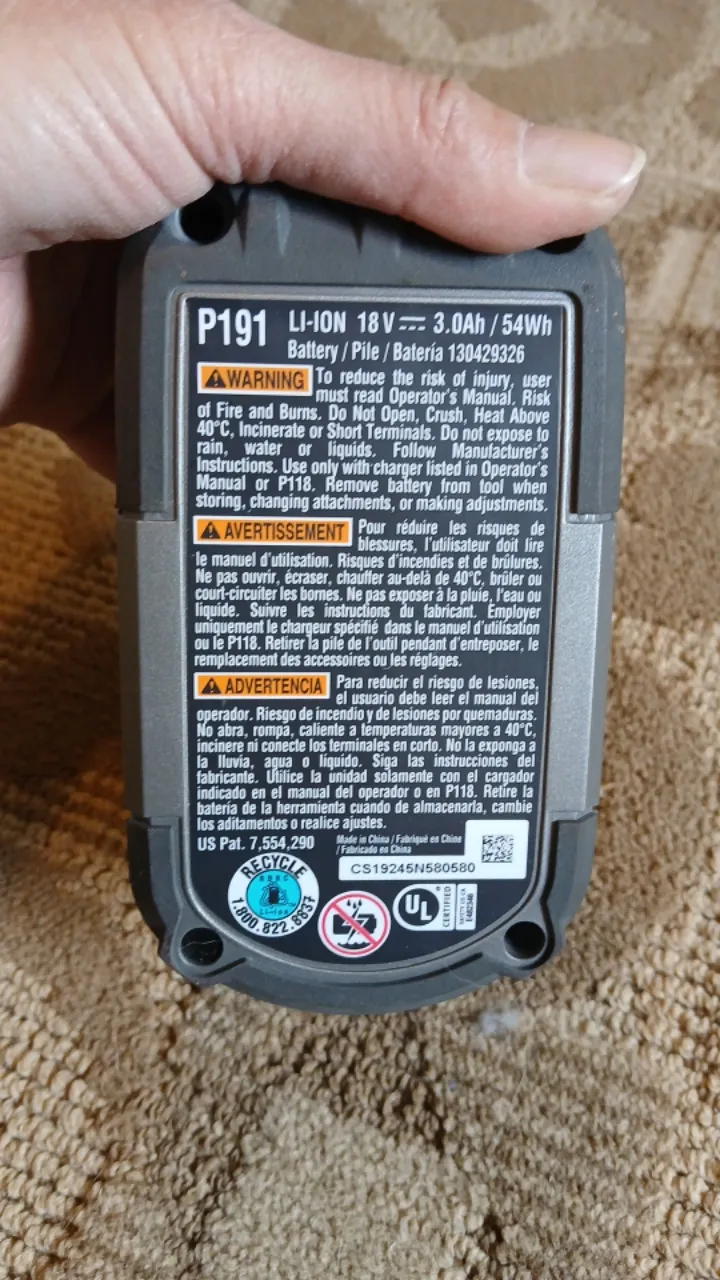 P191 LI-ION 18V⎓ 3.0Ah / 54Wh
Battery / Pile / Batería 130429326
⚠WARNING To reduce the risk of injury, user
must read Operator's Manual. Risk
of Fire and Burns. Do Not Open, Crush, Heat Above
40°C, Incinerate or Short Terminals. Do not expose to
rain, water or liquids. Follow Manufacturer's
Instructions. Use only with charger listed in Operator's
Manual or P118. Remove battery from tool when
storing, changing attachments, or making adjustments.
⚠ AVERTISSEMENT Pour réduire les risques de
blessures, l'utilisateur doit lire
le manuel d'utilisation. Risques d'incendies et de brûlures.
Ne pas ouvrir, écraser, chauffer au-delà de 40°C, brûler ou
court-circuiter les bornes. Ne pas exposer à la pluie, l'eau ou
liquide. Suivre les instructions du fabricant. Employer
uniquement le chargeur spécifié dans le manuel d'utilisation
ou le P118. Retirer la pile de l'outil pendant d'entreposer, le
remplacement des accessoires ou les réglages.
⚠ ADVERTENCIA Para reducir el riesgo de lesiones,
el usuario debe leer el manual del
operador. Riesgo de incendio y de lesiones por quemaduras.
No abra, rompa, caliente a temperaturas mayores a 40°C,
incinere ni conecte los terminales en corto. No la exponga a
la lluvia, agua o líquido. Siga las instrucciones del
fabricante. Utilice la unidad solamente con el cargador
indicado en el manual del operador o en P118. Retire la
batería de la herramienta cuando de almacenarla, cambie
los aditamentos o realice ajustes.
US Pat. 7,554,290
Made in China / Fabriqué en Chine
/ Fabricado en China
CS19245N580580
RECYCLE
RBRC
Li-Ion
1.800.822.8837
UL
®
CERTIFIED
SAFETY US-CA
E482346